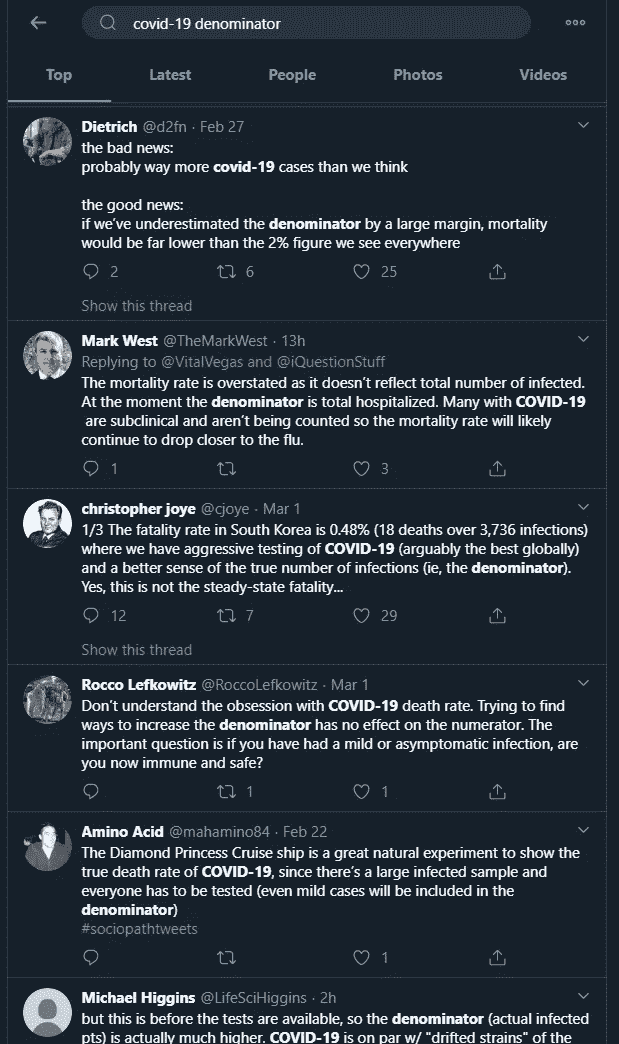 covid-19 denominator
Top Latest People Photos Videos
Dietrich @d2fn · Feb 27
the bad news:
probably way more covid-19 cases than we think
the good news:
if we've underestimated the denominator by a large margin, mortality
would be far lower than the 2% figure we see everywhere
2 6 25
Show this thread
Mark West @TheMarkWest · 13h
Replying to @VitalVegas and @iQuestionStuff
The mortality rate is overstated as it doesn't reflect total number of infected.
At the moment the denominator is total hospitalized. Many with COVID-19
are subclinical and aren't being counted so the mortality rate will likely
continue to drop closer to the flu.
1 3
christopher joye @cjoye · Mar 1
1/3 The fatality rate in South Korea is 0.48% (18 deaths over 3,736 infections)
where we have aggressive testing of COVID-19 (arguably the best globally)
and a better sense of the true number of infections (ie, the denominator).
Yes, this is not the steady-state fatality...
12 7 29
Show this thread
Rocco Lefkowitz @RoccoLefkowitz · Mar 1
Don't understand the obsession with COVID-19 death rate. Trying to find
ways to increase the denominator has no effect on the numerator. The
important question is if you have had a mild or asymptomatic infection, are
you now immune and safe?
1 1
Amino Acid @mahamino84 · Feb 22
The Diamond Princess Cruise ship is a great natural experiment to show the
true death rate of COVID-19, since there's a large infected sample and
everyone has to be tested (even mild cases will be included in the
denominator)
#sociopathtweets
1
Michael Higgins @LifeSciHiggins · 2h
but this is before the tests are available, so the denominator (actual infected
pts) is actually much higher. COVID-19 is on par w/ "drifted strains" of the